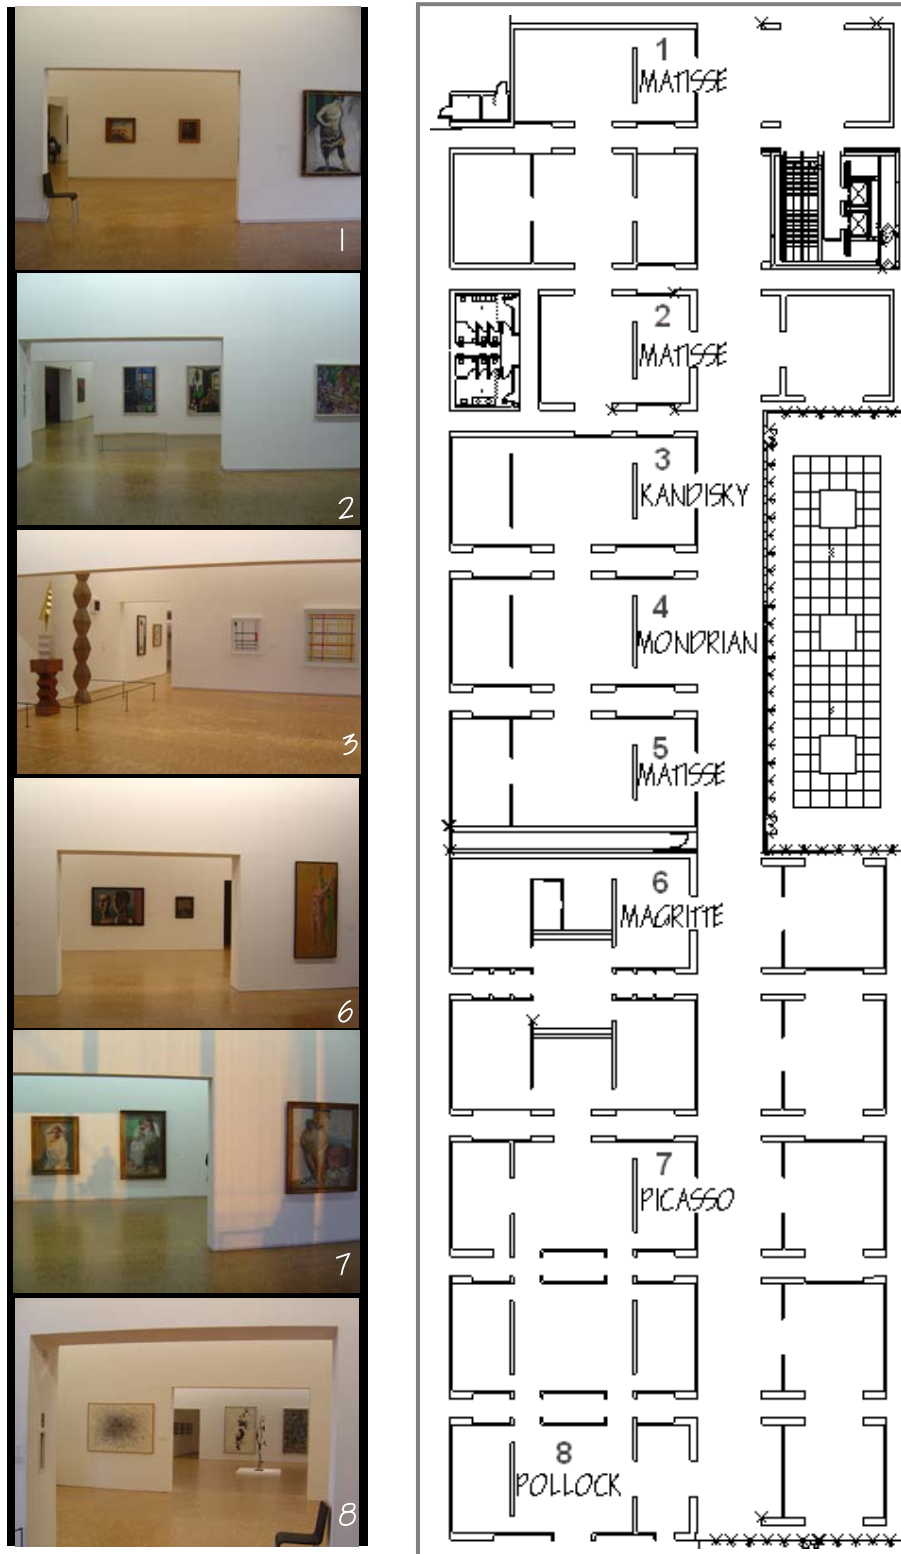 1
2
3
6
7
8
1
MATISSE
2
MATISSE
3
KANDISKY
4
MONDRIAN
5
MATISSE
6
MAGRITTE
7
PICASSO
8
POLLOCK